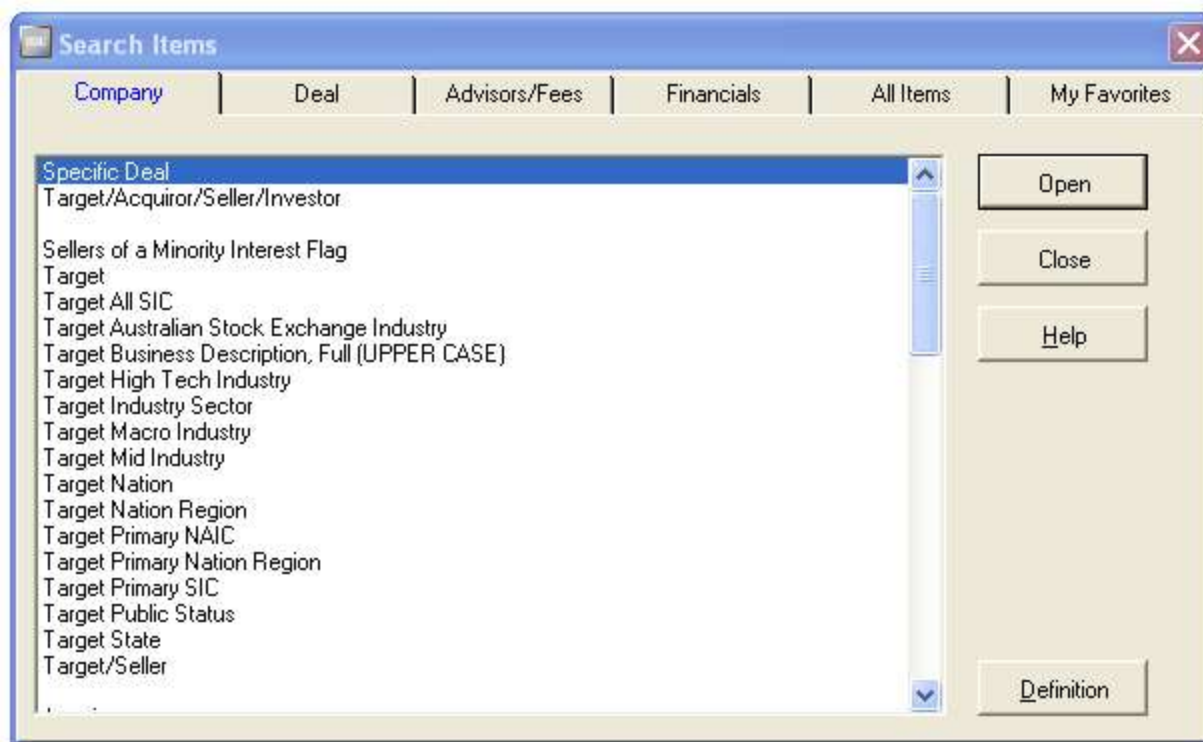 Search Items
Company Deal Advisors/Fees Financials All Items My Favorites
Specific Deal
Target/Acquiror/Seller/Investor
Sellers of a Minority Interest Flag
Target
Target All SIC
Target Australian Stock Exchange Industry
Target Business Description, Full (UPPER CASE)
Target High Tech Industry
Target Industry Sector
Target Macro Industry
Target Mid Industry
Target Nation
Target Nation Region
Target Primary NAIC
Target Primary Nation Region
Target Primary SIC
Target Public Status
Target State
Target/Seller
Open
Close
Help
Definition